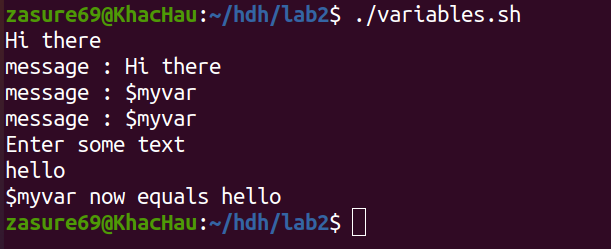 zasure69@KhacHau:~/hdh/lab2$ ./variables.sh
Hi there
message : Hi there
message : $myvar
message : $myvar
Enter some text
hello
$myvar now equals hello
zasure69@KhacHau:~/hdh/lab2$